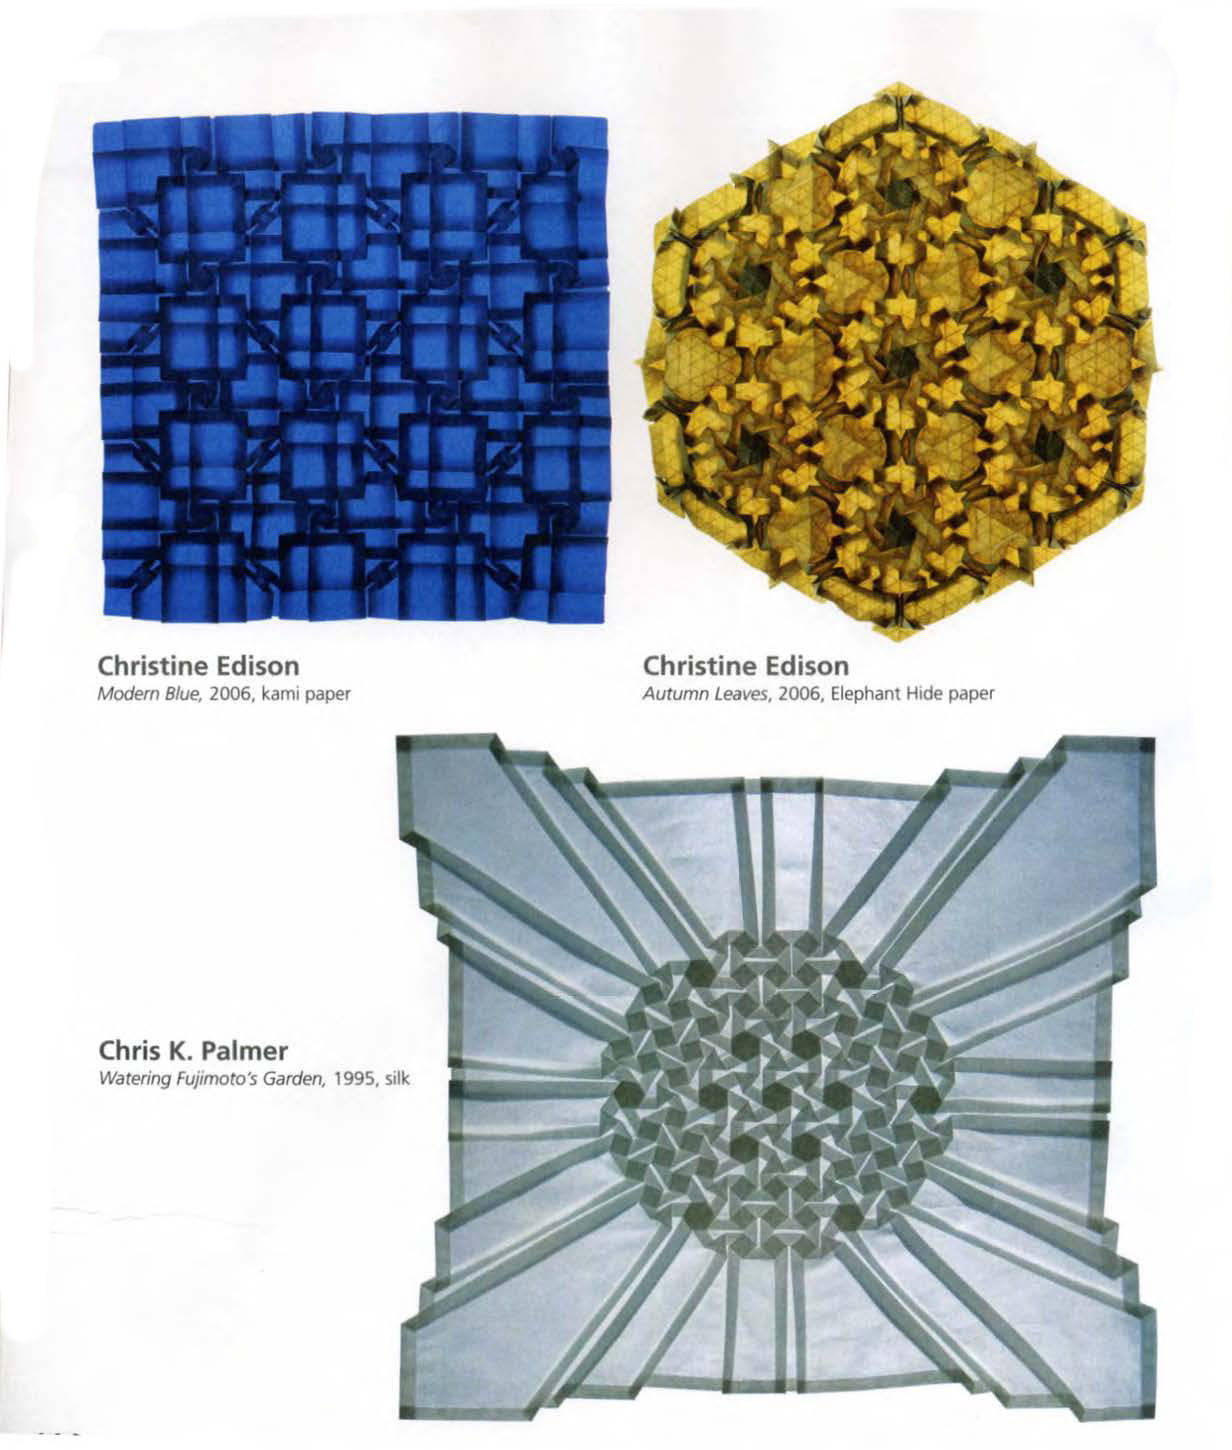 Christine Edison
Modern Blue, 2006, kami paper
Christine Edison
Autumn Leaves, 2006, Elephant Hide paper
Chris K. Palmer
Watering Fujimoto's Garden, 1995, silk